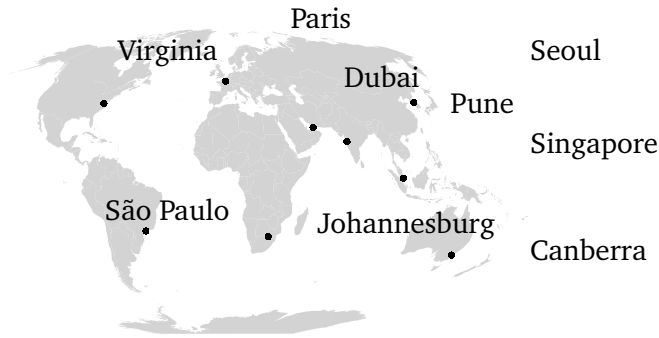 Paris
Virginia
Seoul
Dubai
Pune
Singapore
São Paulo
Johannesburg
Canberra